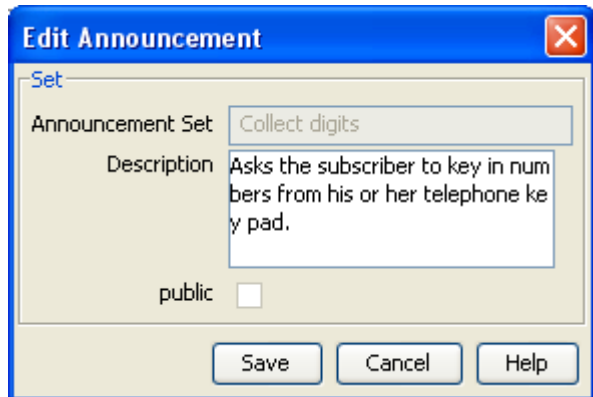 Edit Announcement
Set
Announcement Set Collect digits
Description Asks the subscriber to key in num
bers from his or her telephone ke
y pad.
public
Save Cancel Help